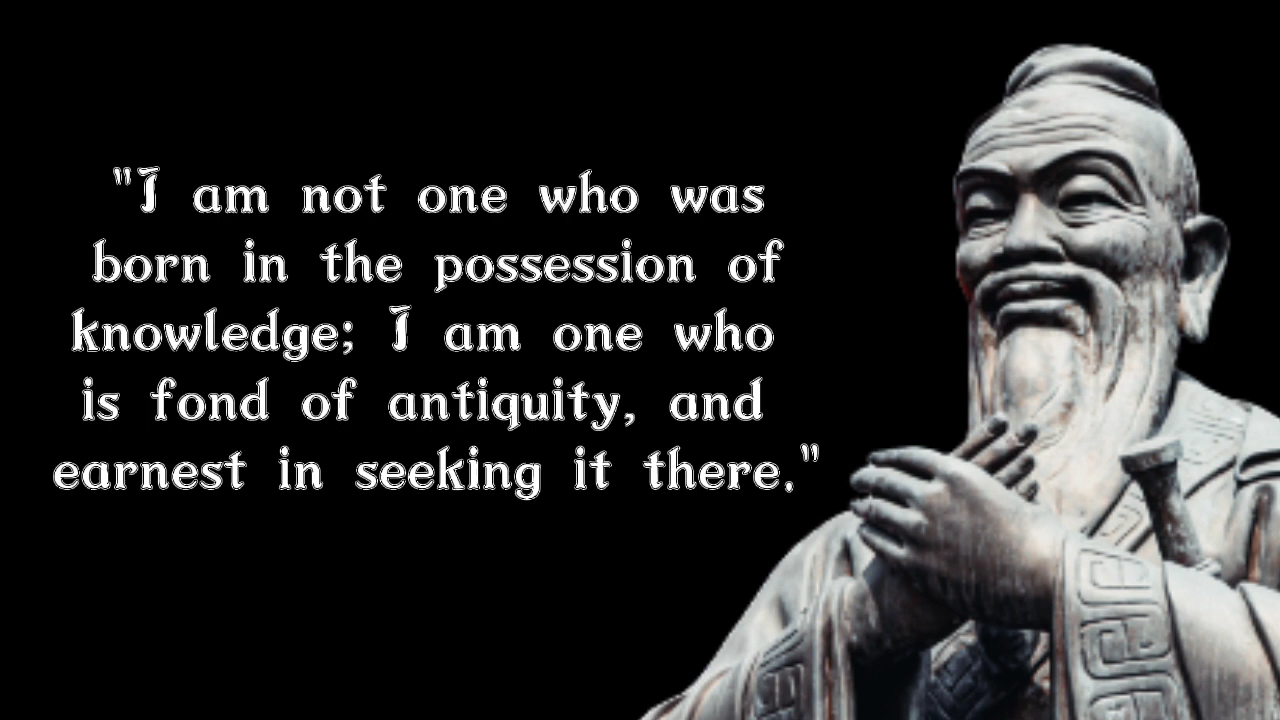 "I am not one who was
born in the possession of
knowledge; I am one who
is fond of antiquity, and
earnest in seeking it there."